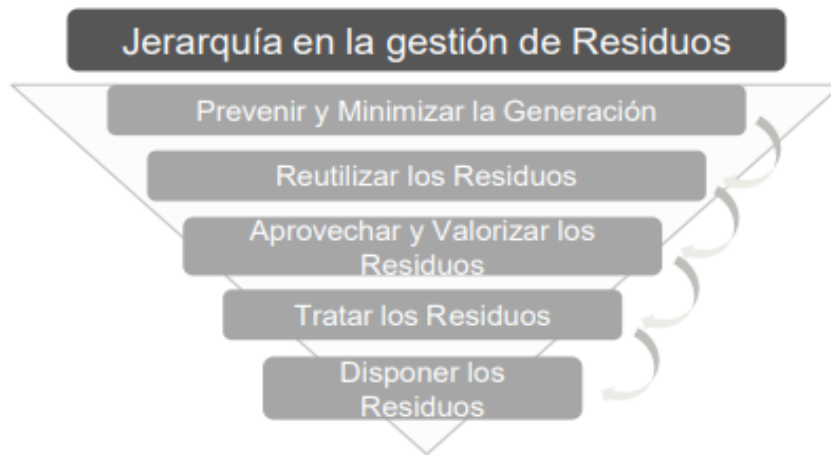 Jerarquía en la gestión de Residuos
Prevenir y Minimizar la Generación
Reutilizar los Residuos
Aprovechar y Valorizar los
Residuos
Tratar los Residuos
Disponer los
Residuos